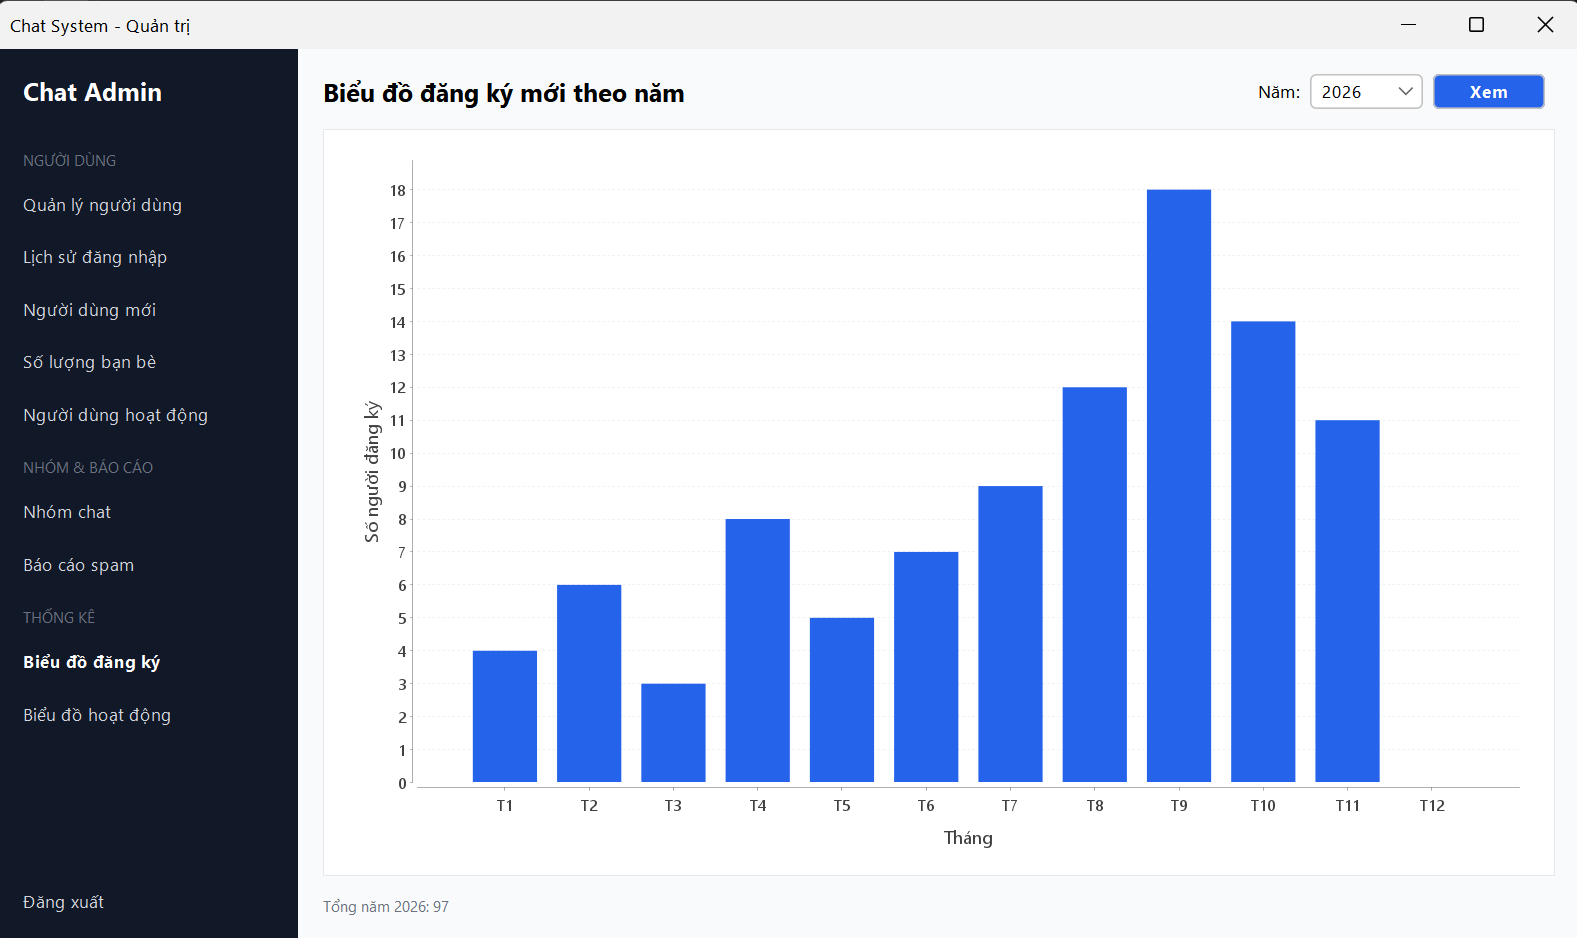 Chat System - Quản trị
Chat Admin
NGƯỜI DÙNG
Quản lý người dùng
Lịch sử đăng nhập
Người dùng mới
Số lượng bạn bè
Người dùng hoạt động
NHÓM & BÁO CÁO
Nhóm chat
Báo cáo spam
THỐNG KÊ
Biểu đồ đăng ký
Biểu đồ hoạt động
Đăng xuất
Biểu đồ đăng ký mới theo năm
Năm: 2026 Xem
Số người đăng ký
18
17
16
15
14
13
12
11
10
9
8
7
6
5
4
3
2
1
0
T1 T2 T3 T4 T5 T6 T7 T8 T9 T10 T11 T12
Tháng
Tổng năm 2026: 97